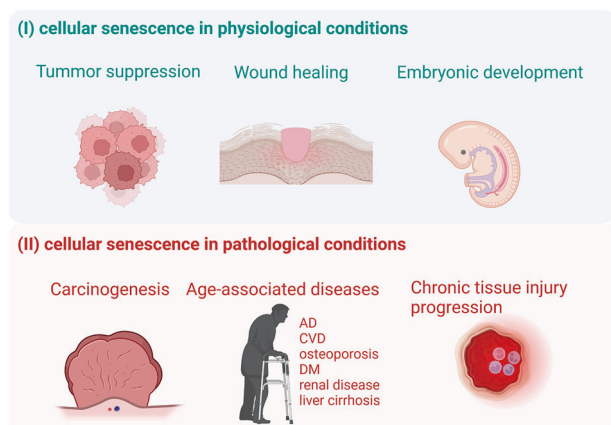 (I) cellular senescence in physiological conditions
Tummor suppression
Wound healing
Embryonic development
(II) cellular senescence in pathological conditions
Carcinogenesis
Age-associated diseases
AD
CVD
osteoporosis
DM
renal disease
liver cirrhosis
Chronic tissue injury
progression